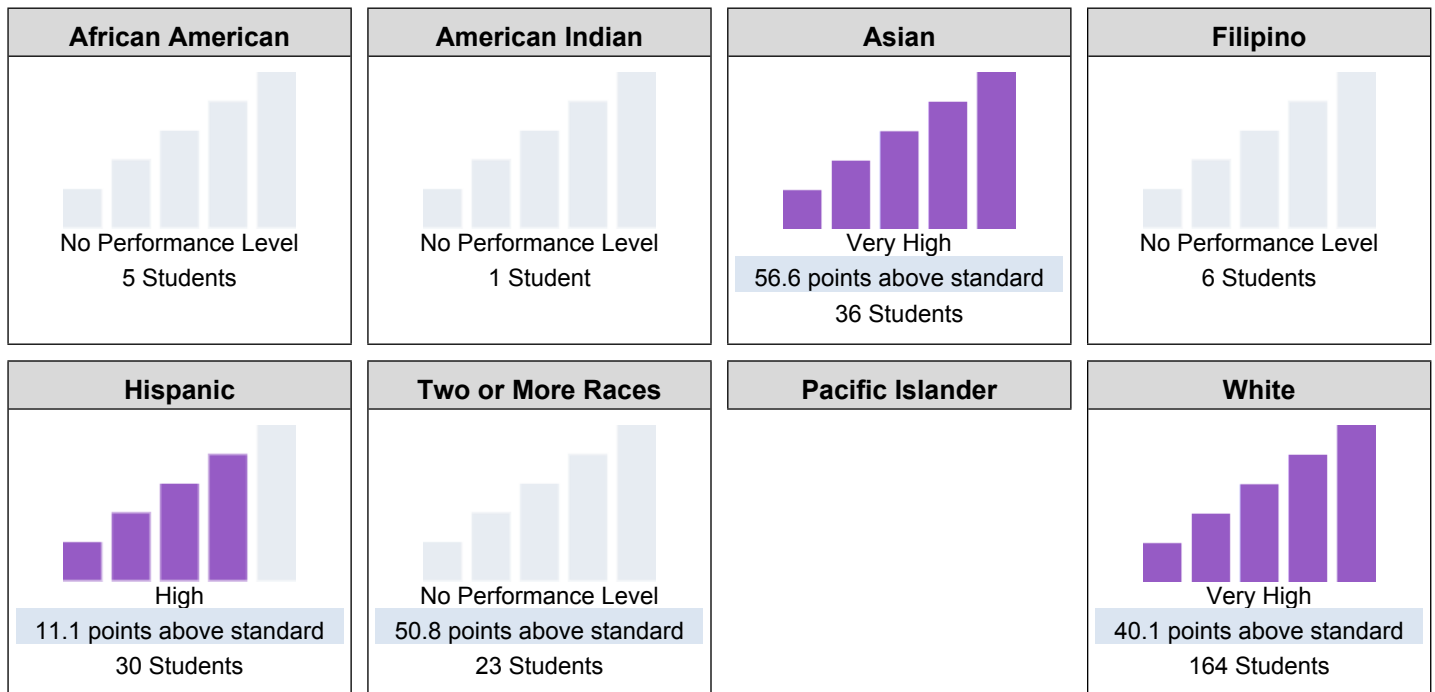 African American
No Performance Level
5 Students
American Indian
No Performance Level
1 Student
Asian
Very High
56.6 points above standard
36 Students
Filipino
No Performance Level
6 Students
Hispanic
High
11.1 points above standard
30 Students
Two or More Races
No Performance Level
50.8 points above standard
23 Students
Pacific Islander
White
Very High
40.1 points above standard
164 Students